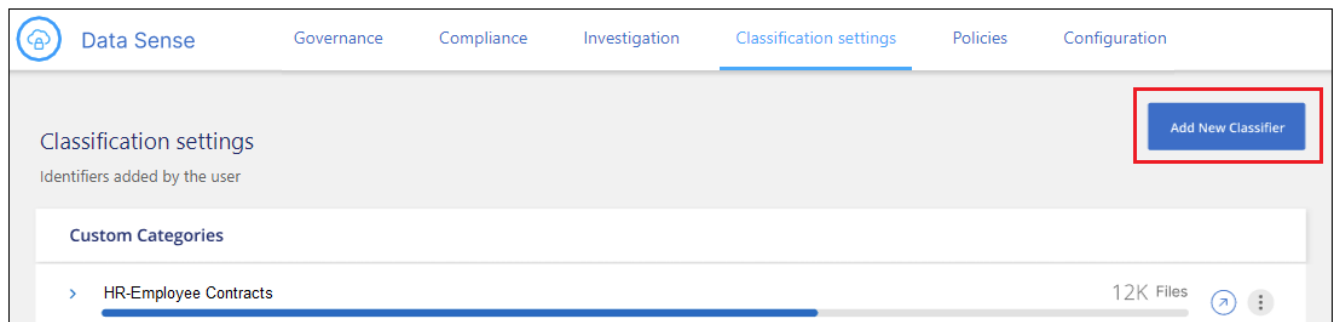 Data Sense Governance Compliance Investigation Classification settings Policies Configuration
Add New Classifier
Classification settings
Identifiers added by the user
Custom Categories
HR-Employee Contracts 12K Files